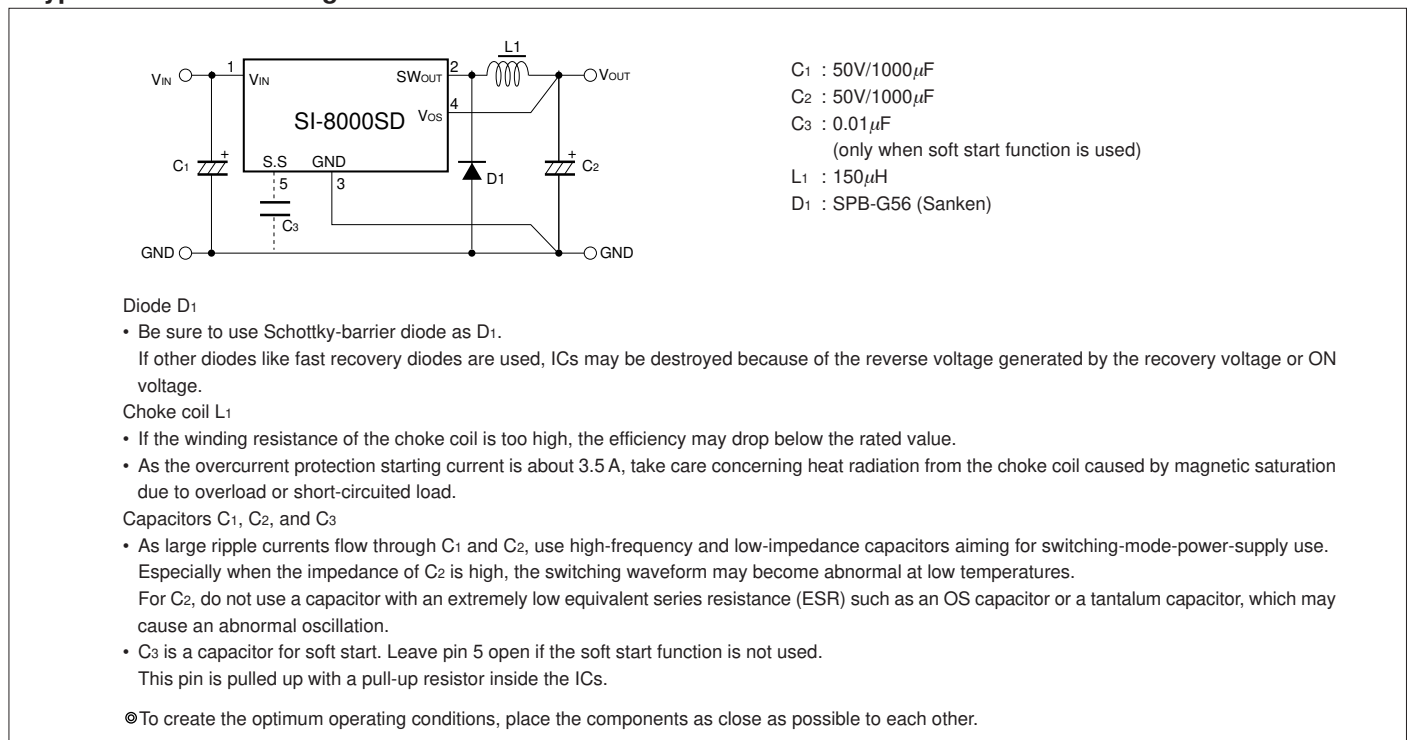 L1
VIN
1
VIN
SWOUT
2
VOUT
SI-8000SD
VOS
4
C1
+
S.S
GND
5
3
D1
+
C2
C3
GND
GND
C1 : 50V/1000μF
C2 : 50V/1000μF
C3 : 0.01μF
(only when soft start function is used)
L1 : 150μH
D1 : SPB-G56 (Sanken)
Diode D1
• Be sure to use Schottky-barrier diode as D1.
If other diodes like fast recovery diodes are used, ICs may be destroyed because of the reverse voltage generated by the recovery voltage or ON
voltage.
Choke coil L1
• If the winding resistance of the choke coil is too high, the efficiency may drop below the rated value.
• As the overcurrent protection starting current is about 3.5 A, take care concerning heat radiation from the choke coil caused by magnetic saturation
due to overload or short-circuited load.
Capacitors C1, C2, and C3
• As large ripple currents flow through C1 and C2, use high-frequency and low-impedance capacitors aiming for switching-mode-power-supply use.
Especially when the impedance of C2 is high, the switching waveform may become abnormal at low temperatures.
For C2, do not use a capacitor with an extremely low equivalent series resistance (ESR) such as an OS capacitor or a tantalum capacitor, which may
cause an abnormal oscillation.
• C3 is a capacitor for soft start. Leave pin 5 open if the soft start function is not used.
This pin is pulled up with a pull-up resistor inside the ICs.
◎To create the optimum operating conditions, place the components as close as possible to each other.